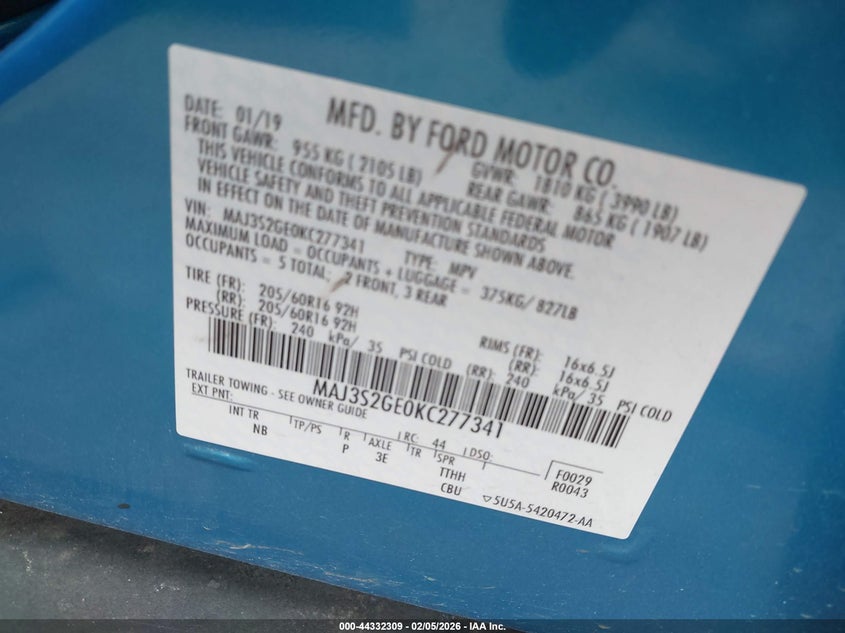 MFD. BY FORD MOTOR CO.
DATE: 01/19 GVWR: 1810 KG ( 3990 LB)
FRONT GAWR: 955 KG ( 2105 LB) REAR GAWR: 865 KG ( 1907 LB)
THIS VEHICLE CONFORMS TO ALL APPLICABLE FEDERAL MOTOR
VEHICLE SAFETY AND THEFT PREVENTION STANDARDS
IN EFFECT ON THE DATE OF MANUFACTURE SHOWN ABOVE.
VIN: MAJ3S2GE0KC277341 TYPE: MPV
MAXIMUM LOAD = OCCUPANTS + LUGGAGE = 375KG/ 827LB
OCCUPANTS = 5 TOTAL: 2 FRONT, 3 REAR
TIRE (FR): 205/60R16 92H RIMS (FR): 16x6.5J
(RR): 205/60R16 92H (RR): 16x6.5J
PRESSURE (FR): 240 kPa/ 35 PSI COLD (RR): 240 kPa/ 35 PSI COLD
MAJ3S2GE0KC277341
TRAILER TOWING - SEE OWNER GUIDE
EXT PNT: RC: 44 DSO:
INT TR TP/PS R AXLE TR SPR F0029
NB P 3E TTHH R0043
CBU 5U5A-5420472-AA
000-44332309 - 02/05/2026 - IAA Inc.